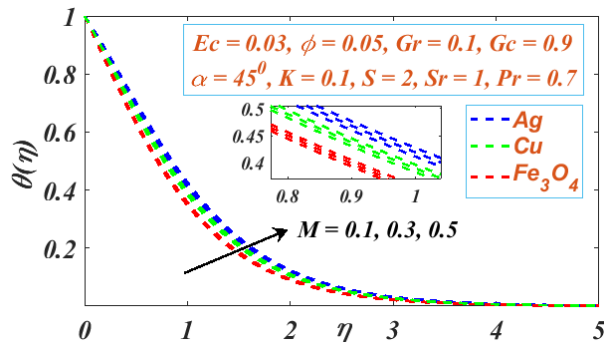 Ec = 0.03, ϕ = 0.05, Gr = 0.1, Gc = 0.9
α = 45⁰, K = 0.1, S = 2, Sr = 1, Pr = 0.7
1
0.8
0.6
0.4
0.2
θ(η)
0.5
0.45
0.4
0.8
0.9
1
Ag
Cu
Fe₃O₄
M = 0.1, 0.3, 0.5
0
1
2
η
3
4
5